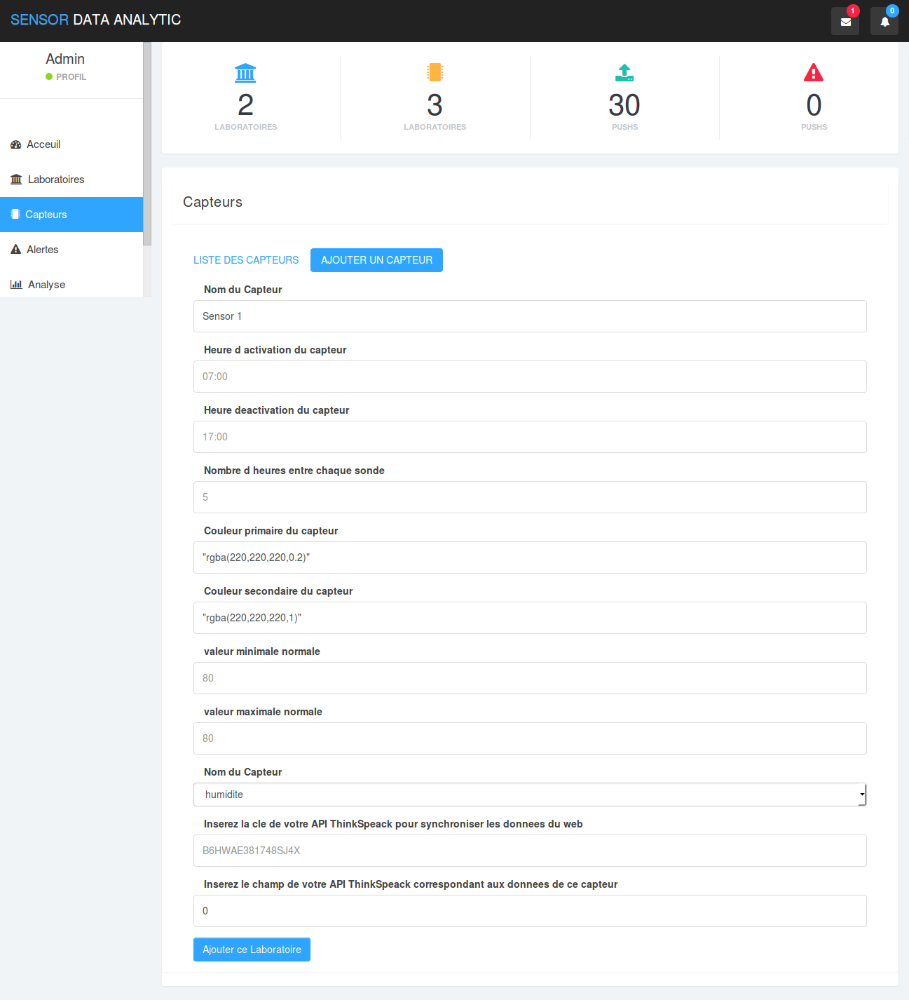 SENSOR DATA ANALYTIC
1
0
Admin
PROFIL
Acceuil
Laboratoires
Capteurs
Alertes
Analyse
2
LABORATOIRES
3
LABORATOIRES
30
PUSHS
0
PUSHS
Capteurs
LISTE DES CAPTEURS
AJOUTER UN CAPTEUR
Nom du Capteur
Sensor 1
Heure d activation du capteur
07:00
Heure deactivation du capteur
17:00
Nombre d heures entre chaque sonde
5
Couleur primaire du capteur
"rgba(220,220,220,0.2)"
Couleur secondaire du capteur
"rgba(220,220,220,1)"
valeur minimale normale
80
valeur maximale normale
80
Nom du Capteur
humidite
Inserez la cle de votre API ThinkSpeack pour synchroniser les donnees du web
B6HWAE381748SJ4X
Inserez le champ de votre API ThinkSpeack correspondant aux donnees de ce capteur
0
Ajouter ce Laboratoire